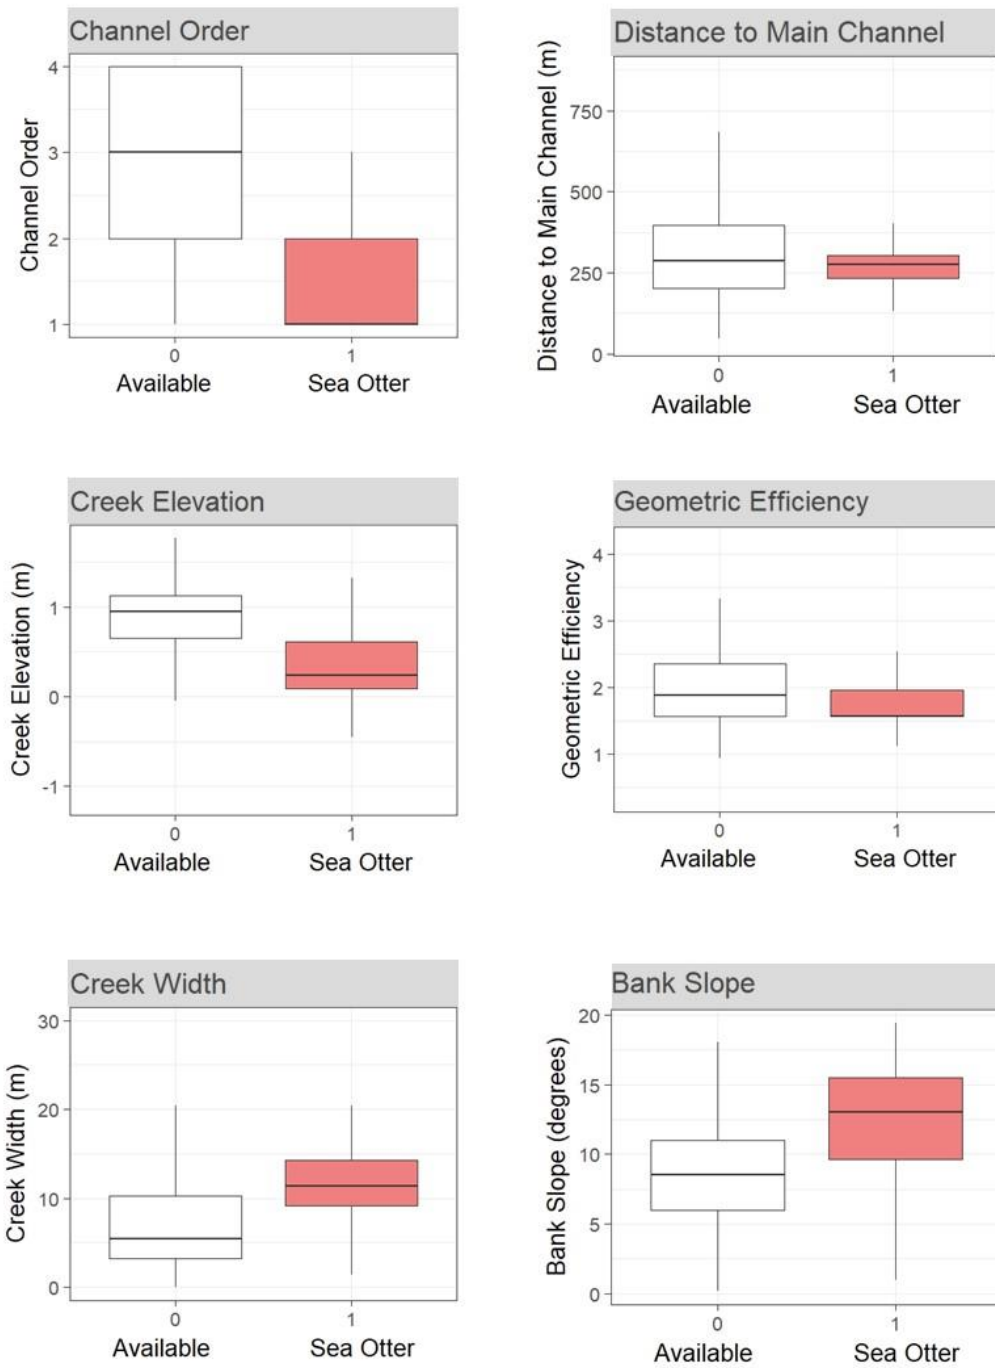 Channel Order
Channel Order
4
3
2
1
0
1
Available
Sea Otter
Distance to Main Channel
Distance to Main Channel (m)
750
500
250
0
0
1
Available
Sea Otter
Creek Elevation
Creek Elevation (m)
1
0
-1
0
1
Available
Sea Otter
Geometric Efficiency
Geometric Efficiency
4
3
2
1
0
1
Available
Sea Otter
Creek Width
Creek Width (m)
30
20
10
0
0
1
Available
Sea Otter
Bank Slope
Bank Slope (degrees)
20
15
10
5
0
0
1
Available
Sea Otter